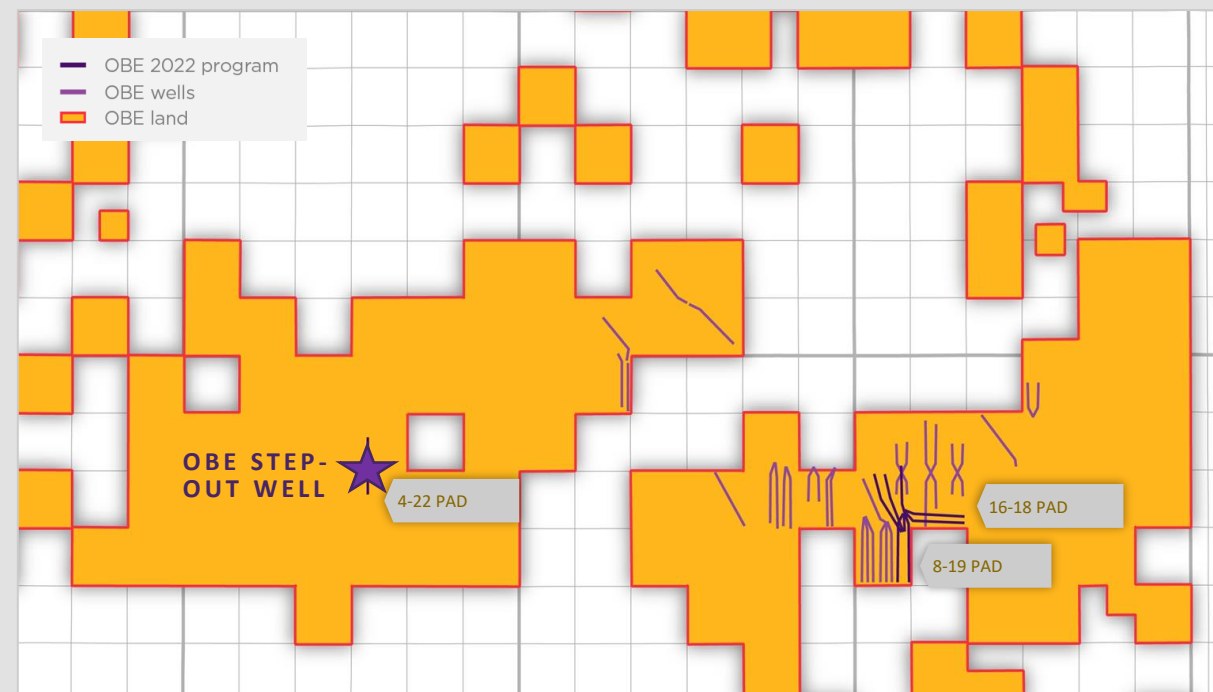 OBE 2022 program
OBE wells
OBE land
OBE STEP-
OUT WELL
4-22 PAD
16-18 PAD
8-19 PAD